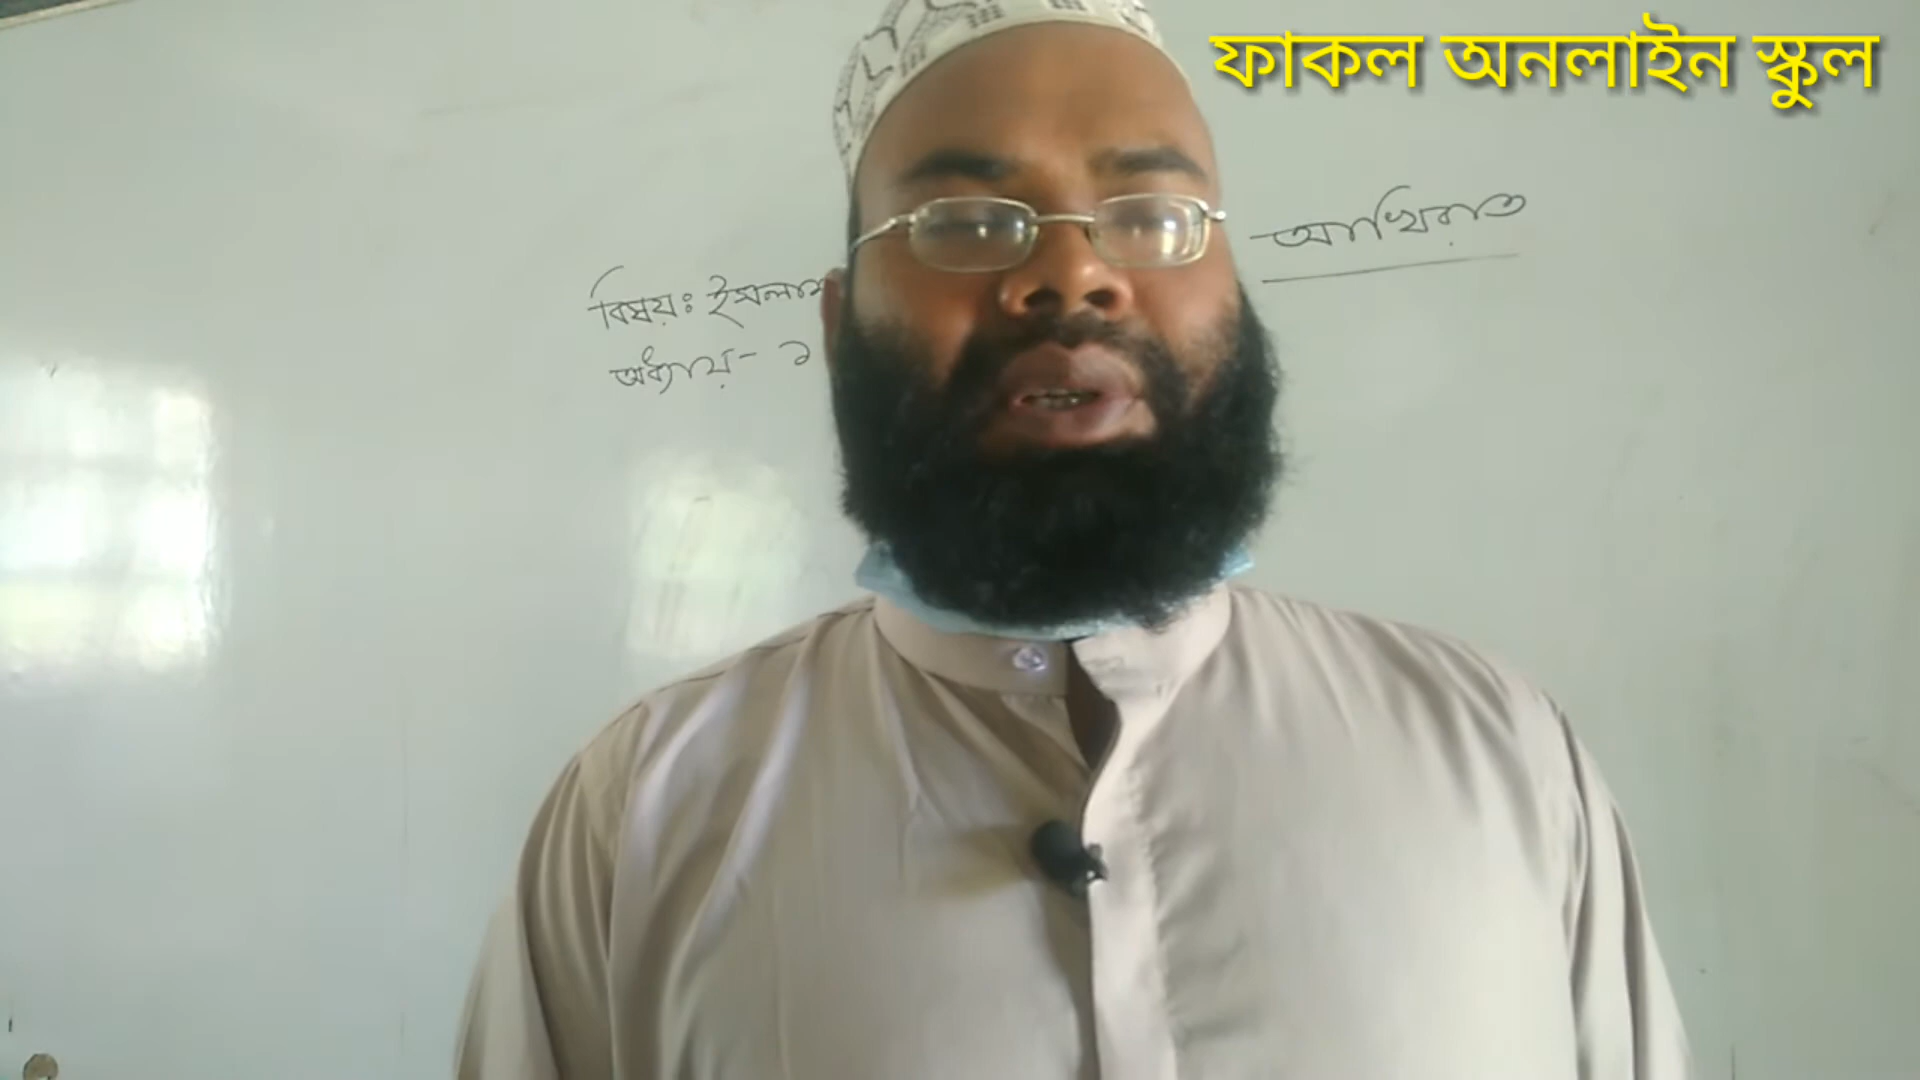 ফাকল অনলাইন স্কুল
আখিরাত
বিষয়ঃ ইসলাম
অধ্যায়- ১